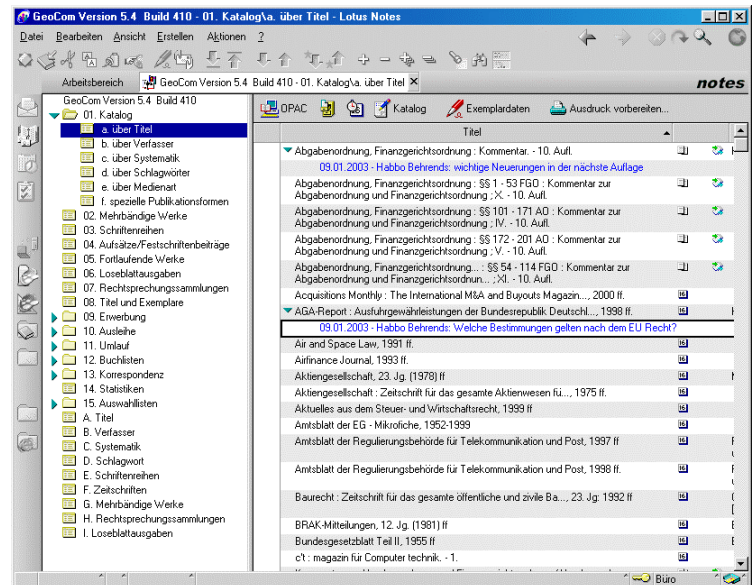 GeoCom Version 5.4 Build 410 - 01. Katalog\a. über Titel - Lotus Notes
Datei Bearbeiten Ansicht Erstellen Aktionen ?
Arbeitsbereich GeoCom Version 5.4 Build 410 - 01. Katalog\a. über Titel
notes
GeoCom Version 5.4 Build 410
01. Katalog
a. über Titel
b. über Verfasser
c. über Systematik
d. über Schlagwörter
e. über Medienart
f. spezielle Publikationsformen
02. Mehrbändige Werke
03. Schriftenreihen
04. Aufsätze/Festschriftenbeiträge
05. Fortlaufende Werke
06. Loseblattausgaben
07. Rechtsprechungssammlungen
08. Titel und Exemplare
09. Erwerbung
10. Ausleihe
11. Umlauf
12. Buchlisten
13. Korrespondenz
14. Statistiken
15. Auswahllisten
A. Titel
B. Verfasser
C. Systematik
D. Schlagwort
E. Schriftenreihen
F. Zeitschriften
G. Mehrbändige Werke
H. Rechtsprechungssammlungen
I. Loseblattausgaben
OPAC Katalog Exemplardaten Ausdruck vorbereiten...
Titel
Abgabenordnung, Finanzgerichtsordnung : Kommentar. - 10. Aufl.
09.01.2003 - Habbo Behrends: wichtige Neuerungen in der nächste Auflage
Abgabenordnung, Finanzgerichtsordnung : §§ 1 - 53 FGO : Kommentar zur
Abgabenordnung und Finanzgerichtsordnung ; X. - 10. Aufl.
Abgabenordnung, Finanzgerichtsordnung : §§ 101 - 171 AO : Kommentar zur
Abgabenordnung und Finanzgerichtsordnung ; IV. - 10. Aufl.
Abgabenordnung, Finanzgerichtsordnung : §§ 172 - 201 AO : Kommentar zur
Abgabenordnung und Finanzgerichtsordnung ; V. - 10. Aufl.
Abgabenordnung, Finanzgerichtsordnung... : §§ 54 - 114 FGO : Kommentar zur
Abgabenordnung und Finanzgerichtsordnun... ; XI. - 10. Aufl.
Acquisitions Monthly : The International M&A and Buyouts Magazin..., 2000 ff.
AGA-Report : Ausfuhrgewährleistungen der Bundesrepublik Deutschl..., 1998 ff.
09.01.2003 - Habbo Behrends: Welche Bestimmungen gelten nach dem EU Recht?
Air and Space Law, 1991 ff.
Airfinance Journal, 1993 ff.
Aktiengesellschaft, 23. Jg. (1978) ff
Aktiengesellschaft : Zeitschrift für das gesamte Aktienwesen fü..., 1975 ff.
Aktuelles aus dem Steuer- und Wirtschaftsrecht, 1999 ff
Amtsblatt der EG - Mikrofiche, 1952-1999
Amtsblatt der Regulierungsbehörde für Telekommunikation und Post, 1997 ff
Amtsblatt der Regulierungsbehörde für Telekommunikation und Post, 1998 ff.
Baurecht : Zeitschrift für das gesamte öffentliche und zivile Ba..., 23. Jg: 1992 ff
BRAK-Mitteilungen, 12. Jg. (1981) ff
Bundesgesetzblatt Teil II, 1955 ff
c't : magazin für Computer technik. - 1.
Büro